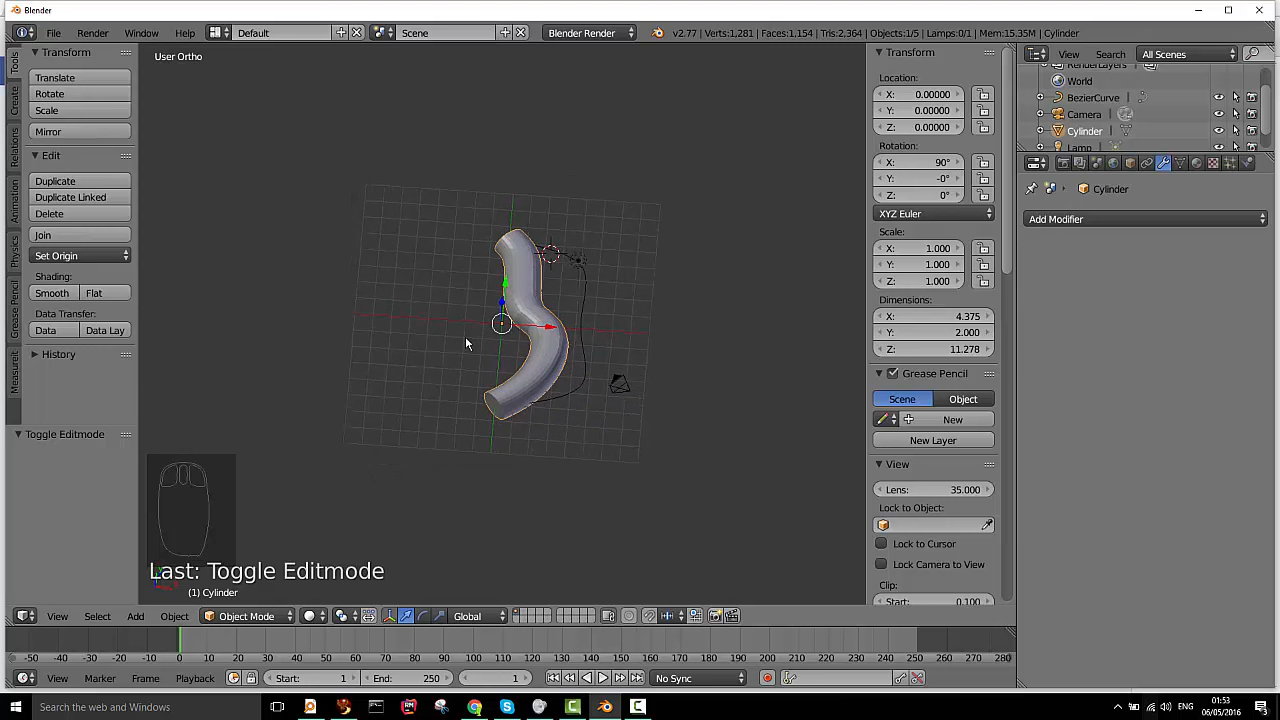 Blender
File Render Window Help Default Scene Blender Render v2.77 | Verts:1,281 | Faces:1,154 | Tris:2,364 | Objects:1/5 | Lamps:0/1 | Mem:15.35M | Cylinder
Tools
Create
Relations
Animation
Physics
Grease Pencil
Measureit
Transform
Translate
Rotate
Scale
Mirror
Edit
Duplicate
Duplicate Linked
Delete
Join
Set Origin
Shading:
Smooth Flat
Data Transfer:
Data Data Lay
History
Toggle Editmode
User Ortho
Last: Toggle Editmode
(1) Cylinder
Transform
Location:
X: 0.00000
Y: 0.00000
Z: 0.00000
Rotation:
X: 90°
Y: -0°
Z: 0°
XYZ Euler
Scale:
X: 1.000
Y: 1.000
Z: 1.000
Dimensions:
X: 4.375
Y: 2.000
Z: 11.278
Grease Pencil
Scene Object
New
New Layer
View
Lens: 35.000
Lock to Object:
Lock to Cursor
Lock Camera to View
Clip:
Start: 0.100
View Search All Scenes
RenderLayers
World
BezierCurve
Camera
Cylinder
Lamp
Cylinder
Add Modifier
View Select Add Object Object Mode Global
-50 -40 -30 -20 -10 0 10 20 30 40 50 60 70 80 90 100 110 120 130 140 150 160 170 180 190 200 210 220 230 240 250 260 270 280
View Marker Frame Playback Start: 1 End: 250 1 No Sync
Search the web and Windows
ENG
01:53
06/05/2016